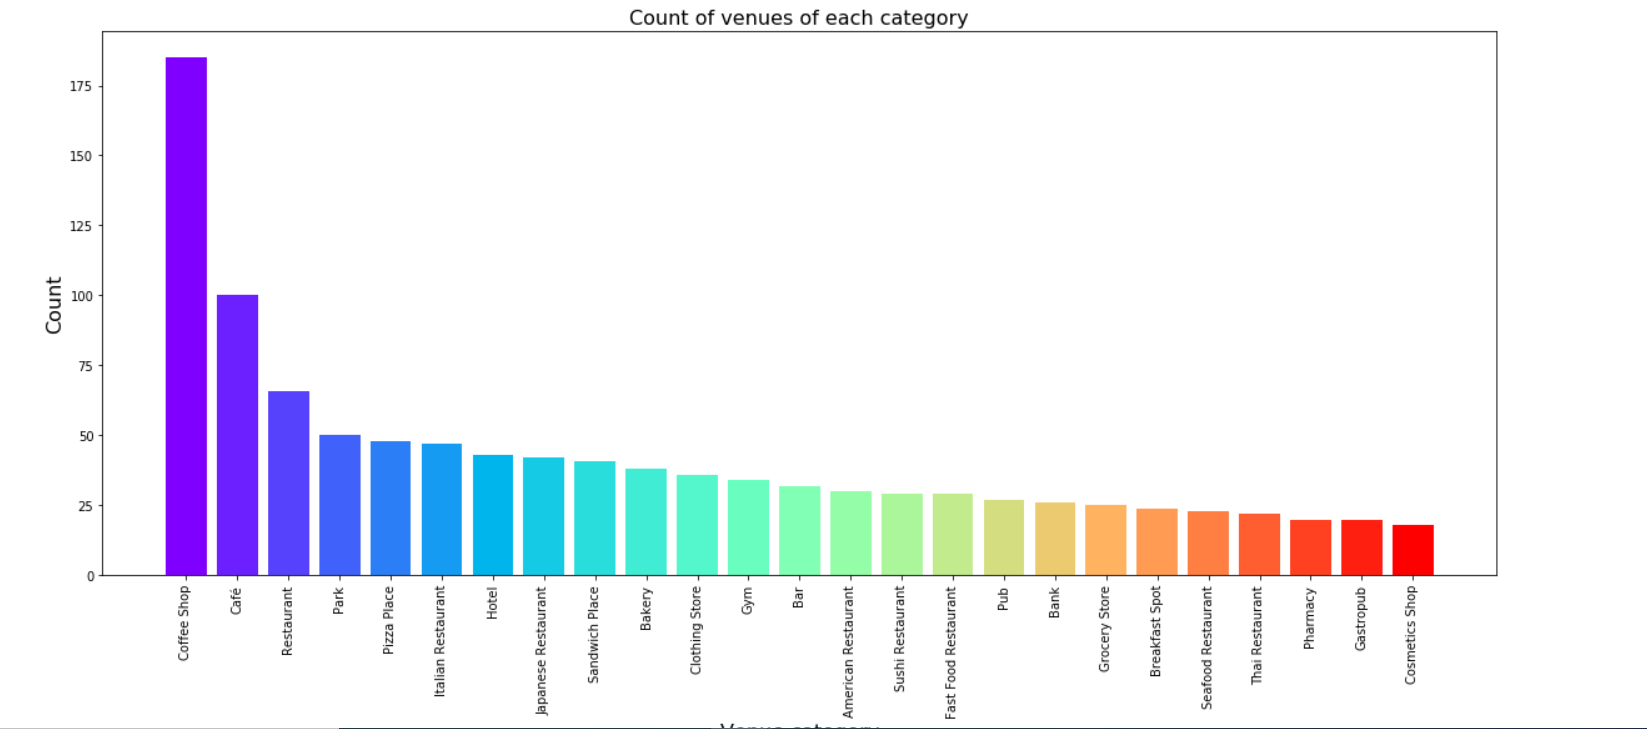 Count of venues of each category
Count
175
150
125
100
75
50
25
0
Coffee Shop
Café
Restaurant
Park
Pizza Place
Italian Restaurant
Hotel
Japanese Restaurant
Sandwich Place
Bakery
Clothing Store
Gym
Bar
American Restaurant
Sushi Restaurant
Fast Food Restaurant
Pub
Bank
Grocery Store
Breakfast Spot
Seafood Restaurant
Thai Restaurant
Pharmacy
Gastropub
Cosmetics Shop
Venue category